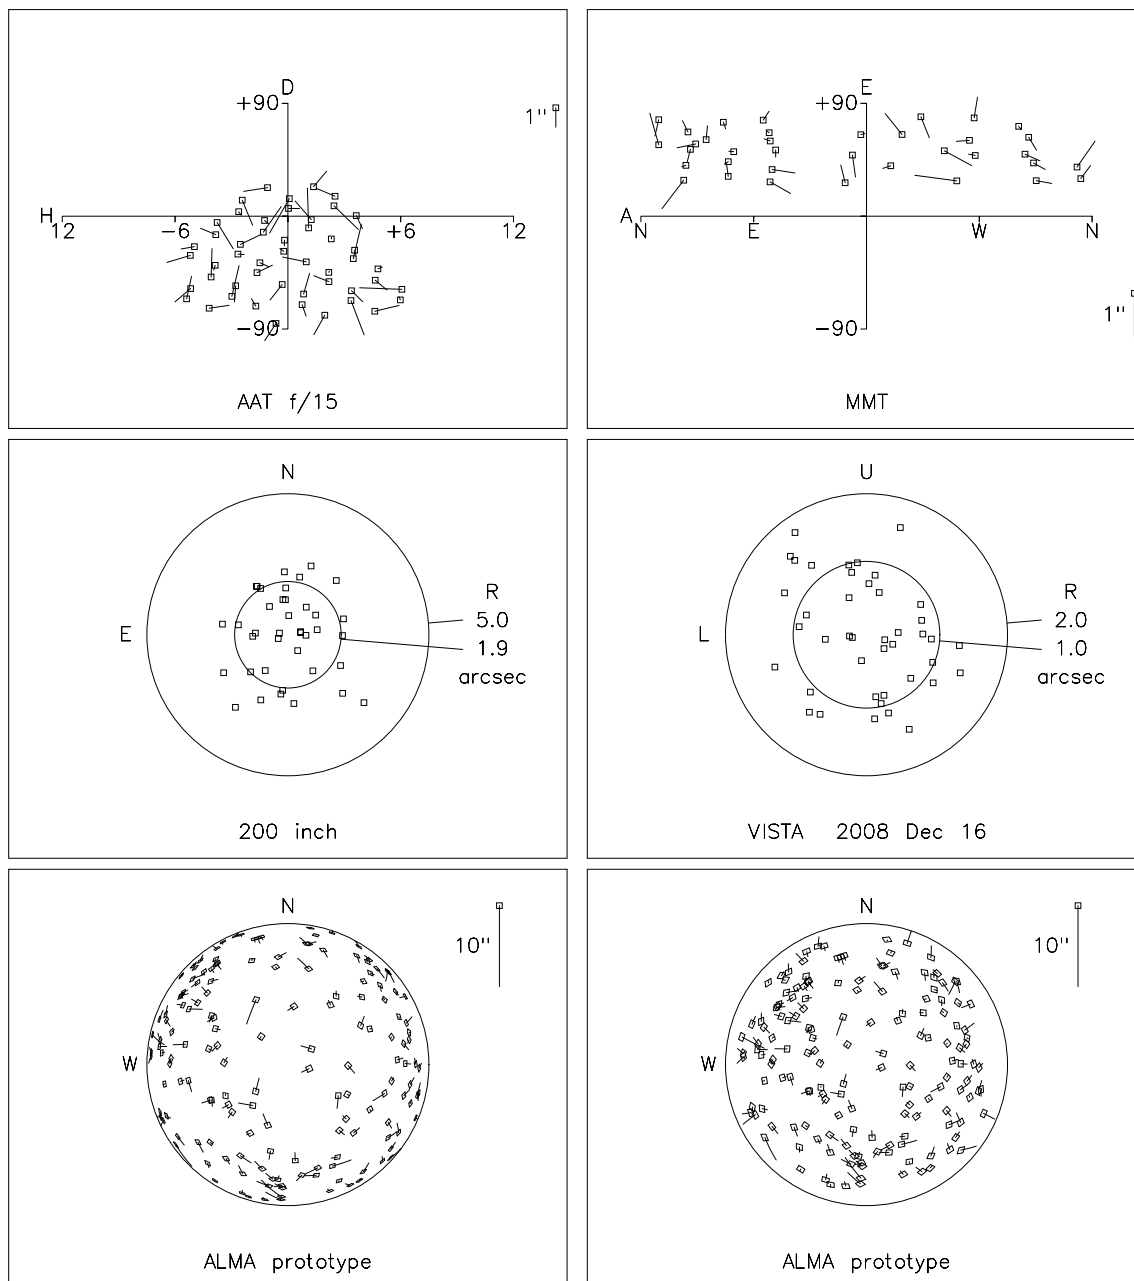 D
+90
1"
H
12
-6
+6
12
-90
AAT f/15
E
+90
A
N
E
W
N
1"
-90
MMT
N
E
R
5.0
1.9
arcsec
200 inch
U
L
R
2.0
1.0
arcsec
VISTA 2008 Dec 16
N
10"
W
ALMA prototype
N
10"
W
ALMA prototype